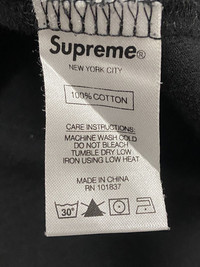 Supreme®
NEW YORK CITY
100% COTTON
CARE INSTRUCTIONS:
MACHINE WASH COLD
DO NOT BLEACH
TUMBLE DRY LOW
IRON USING LOW HEAT
MADE IN CHINA
RN 101837
30°